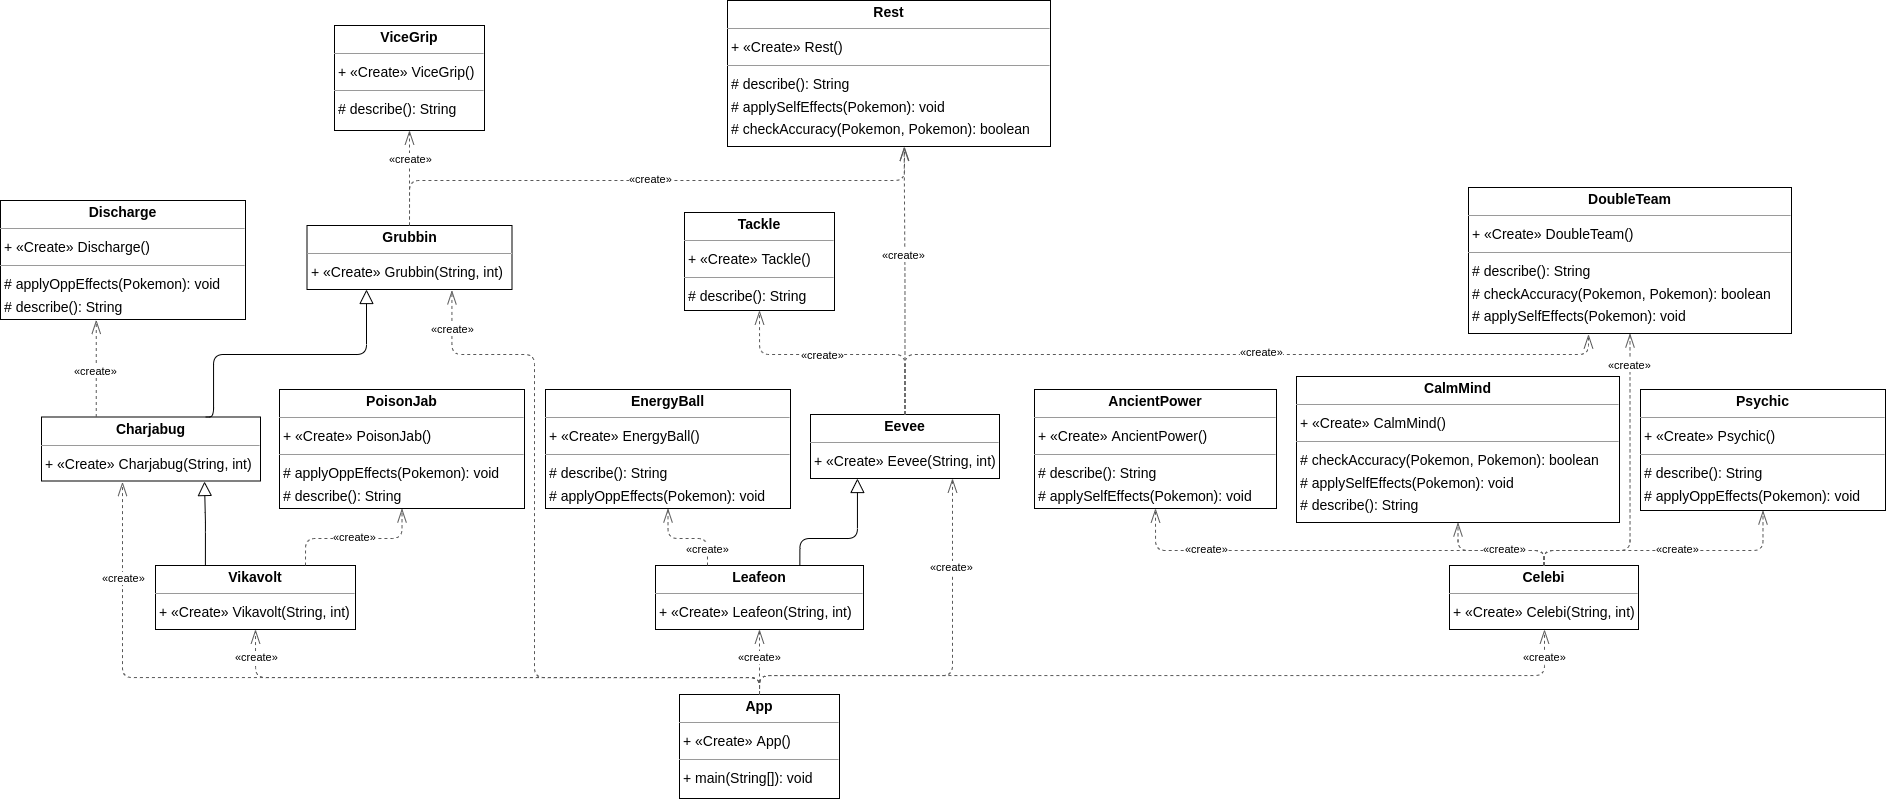 Rest
+ «Create» Rest()
# describe(): String
# applySelfEffects(Pokemon): void
# checkAccuracy(Pokemon, Pokemon): boolean
ViceGrip
+ «Create» ViceGrip()
# describe(): String
«create»
«create»
Discharge
+ «Create» Discharge()
# applyOppEffects(Pokemon): void
# describe(): String
Grubbin
+ «Create» Grubbin(String, int)
Tackle
+ «Create» Tackle()
# describe(): String
«create»
DoubleTeam
+ «Create» DoubleTeam()
# describe(): String
# checkAccuracy(Pokemon, Pokemon): boolean
# applySelfEffects(Pokemon): void
«create»
«create»
«create»
«create»
«create»
Charjabug
+ «Create» Charjabug(String, int)
PoisonJab
+ «Create» PoisonJab()
# applyOppEffects(Pokemon): void
# describe(): String
EnergyBall
+ «Create» EnergyBall()
# describe(): String
# applyOppEffects(Pokemon): void
Eevee
+ «Create» Eevee(String, int)
AncientPower
+ «Create» AncientPower()
# describe(): String
# applySelfEffects(Pokemon): void
CalmMind
+ «Create» CalmMind()
# checkAccuracy(Pokemon, Pokemon): boolean
# applySelfEffects(Pokemon): void
# describe(): String
Psychic
+ «Create» Psychic()
# describe(): String
# applyOppEffects(Pokemon): void
«create»
«create»
«create»
«create»
«create»
«create»
«create»
Vikavolt
+ «Create» Vikavolt(String, int)
Leafeon
+ «Create» Leafeon(String, int)
Celebi
+ «Create» Celebi(String, int)
«create»
«create»
«create»
App
+ «Create» App()
+ main(String[]): void